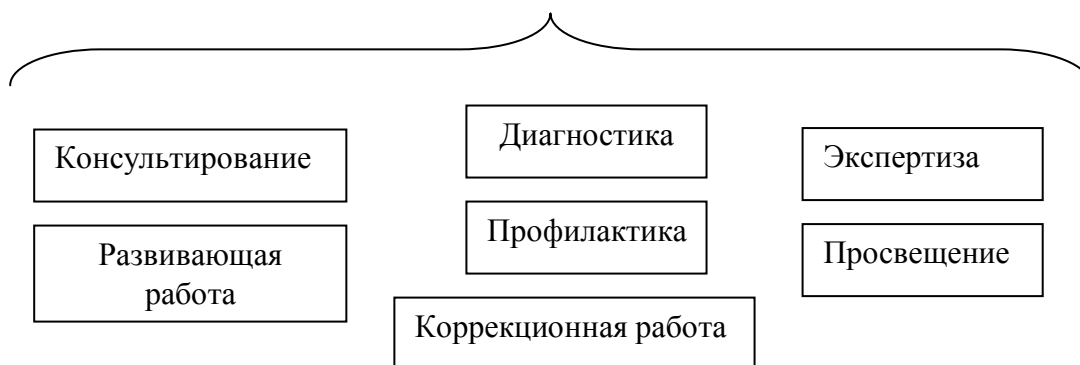 Консультирование
Развивающая
работа
Диагностика
Профилактика
Коррекционная работа
Экспертиза
Просвещение